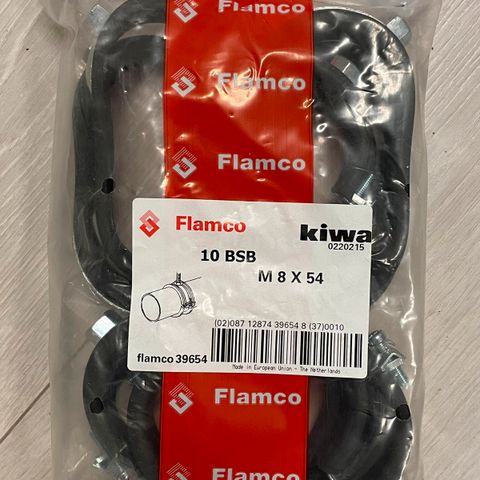 Flamco
Flamco
Flamco
Flamco
kiwa
0220215
10 BSB
M 8 X 54
(02)087 12874 39654 8 (37)0010
flamco 39654
Made in European Union - The Netherlands
Flamco
Flamco